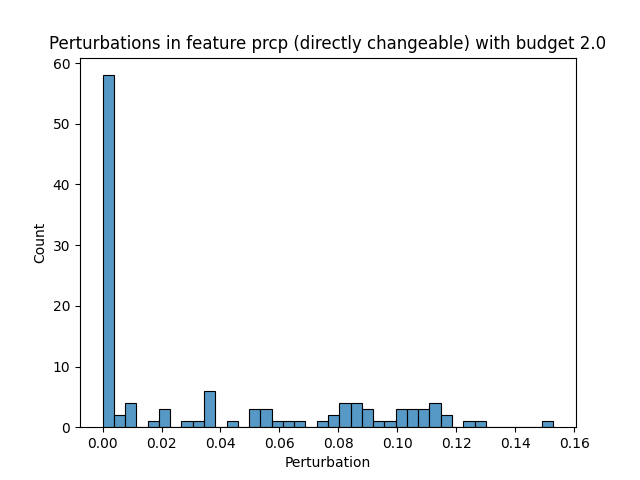 Perturbations in feature prcp (directly changeable) with budget 2.0
60
50
40
30
20
10
0
Count
0.00 0.02 0.04 0.06 0.08 0.10 0.12 0.14 0.16
Perturbation